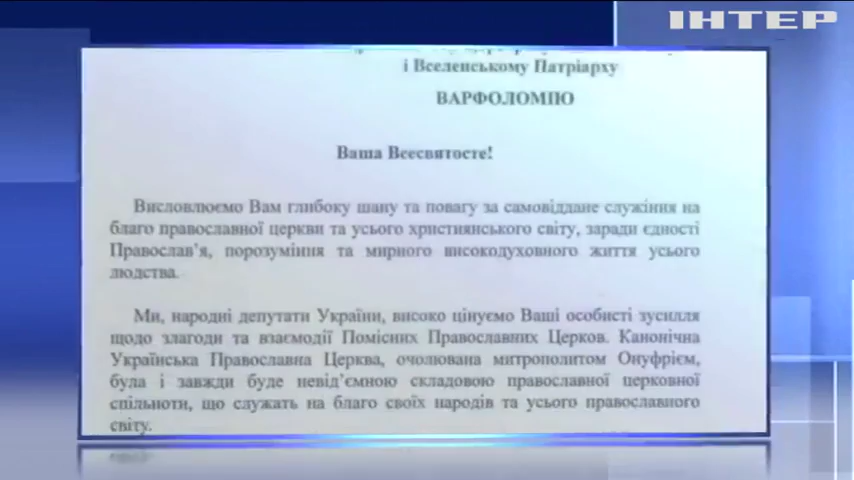 ІНТЕР
і Вселенському Патріарху
ВАРФОЛОМІЮ
Ваша Всесвятосте!
Висловлюємо Вам глибоку шану та повагу за самовіддане служіння на
благо православної церкви та усього християнського світу, заради єдності
Православ’я, порозуміння та мирного високодуховного життя усього
людства.
Ми, народні депутати України, високо цінуємо Ваші особисті зусилля
щодо злагоди та взаємодії Помісних Православних Церков. Канонічна
Українська Православна Церква, очолювана митрополитом Онуфрієм,
була і завжди буде невід’ємною складовою православної церковної
спільноти, що служать на благо своїх народів та усього православного
світу.